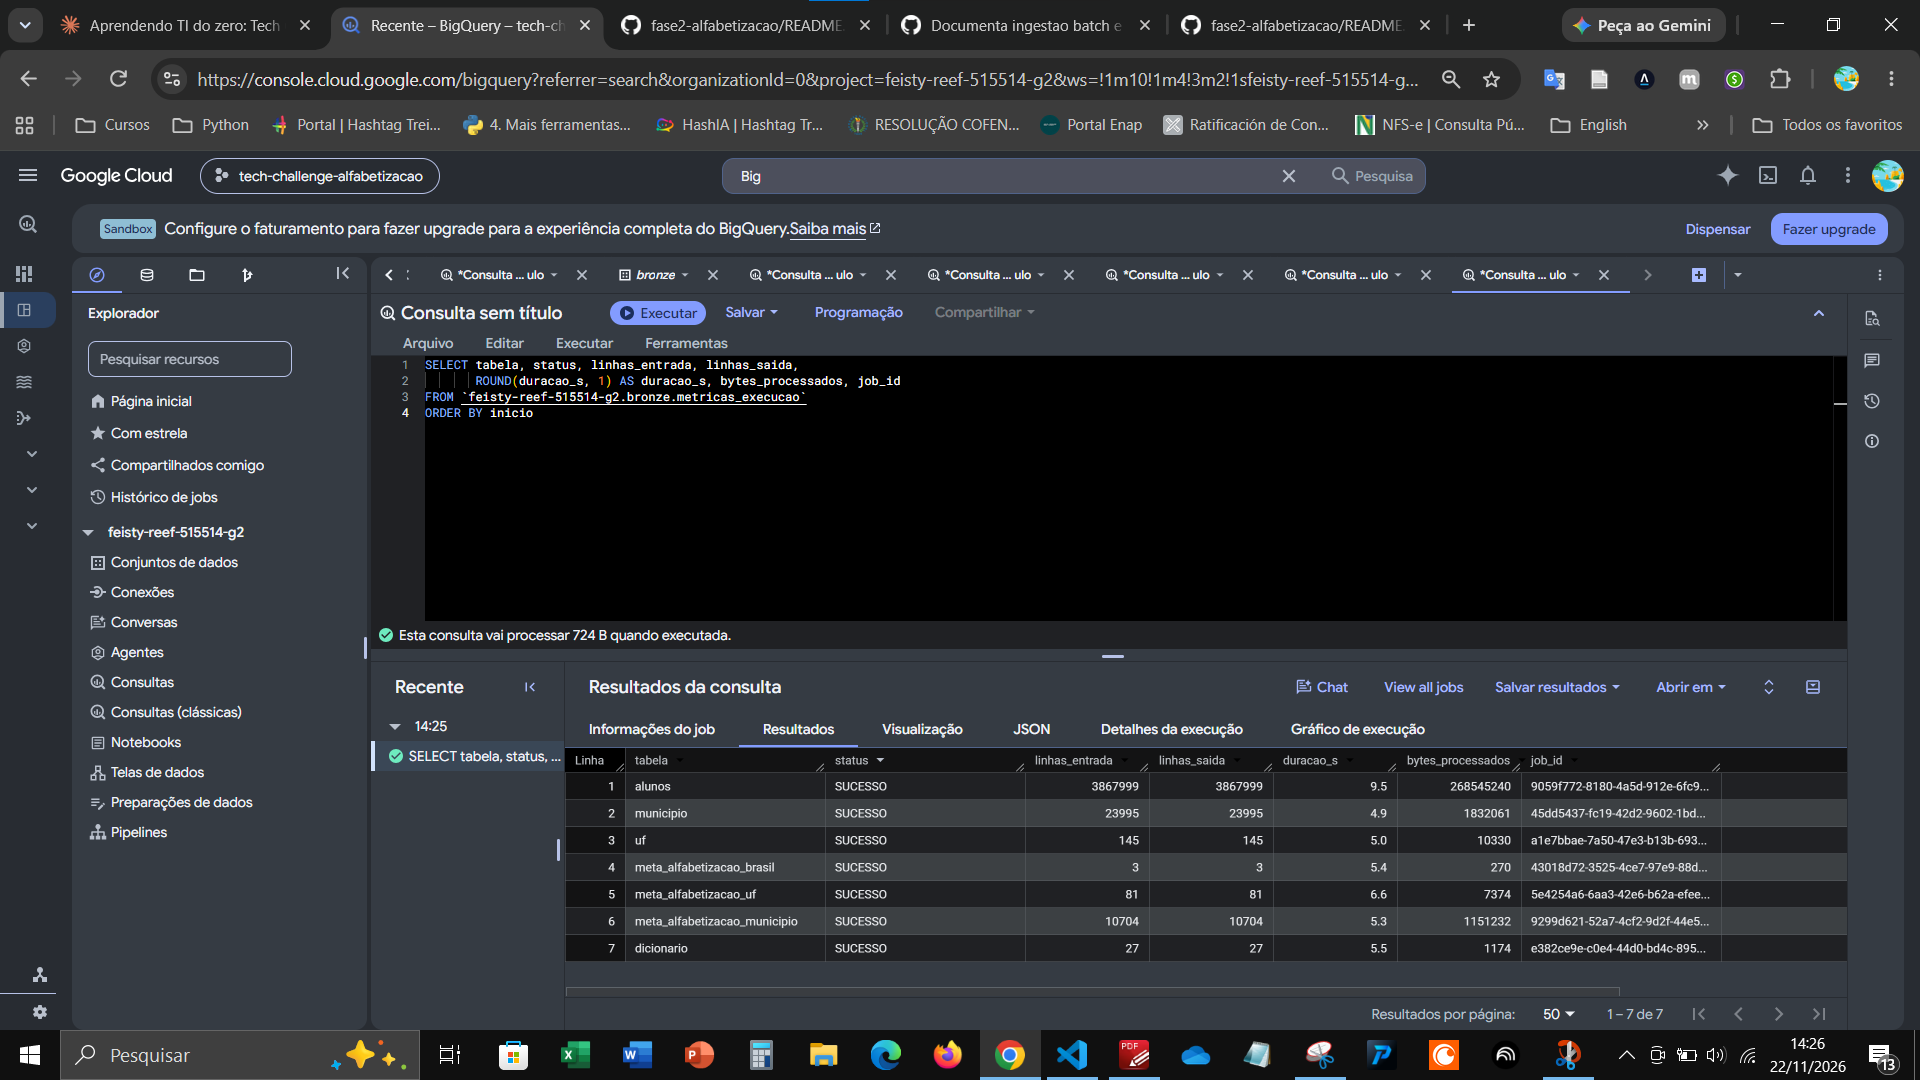 Aprendendo TI do zero: Tech
Recente – BigQuery – tech-ch
fase2-alfabetizacao/README.
Documenta ingestao batch e
fase2-alfabetizacao/README.
Peça ao Gemini
https://console.cloud.google.com/bigquery?referrer=search&organizationId=0&project=feisty-reef-515514-g2&ws=!1m10!1m4!3m2!1sfeisty-reef-515514-g...
Cursos
Python
Portal | Hashtag Trei...
4. Mais ferramentas...
HashIA | Hashtag Tr...
RESOLUÇÃO COFEN...
Portal Enap
Ratificación de Con...
NFS-e | Consulta Pú...
English
»
Todos os favoritos
Google Cloud
tech-challenge-alfabetizacao
Big
Pesquisa
Sandbox
Configure o faturamento para fazer upgrade para a experiência completa do BigQuery. Saiba mais
Dispensar
Fazer upgrade
*Consulta ... ulo
bronze
*Consulta ... ulo
*Consulta ... ulo
*Consulta ... ulo
*Consulta ... ulo
*Consulta ... ulo
Explorador
Pesquisar recursos
Página inicial
Com estrela
Compartilhados comigo
Histórico de jobs
feisty-reef-515514-g2
Conjuntos de dados
Conexões
Conversas
Agentes
Consultas
Consultas (clássicas)
Notebooks
Telas de dados
Preparações de dados
Pipelines
Consulta sem título
Executar
Salvar
Programação
Compartilhar
Arquivo
Editar
Executar
Ferramentas
1 SELECT tabela, status, linhas_entrada, linhas_saida,
2 ROUND(duracao_s, 1) AS duracao_s, bytes_processados, job_id
3 FROM `feisty-reef-515514-g2.bronze.metricas_execucao`
4 ORDER BY inicio
Esta consulta vai processar 724 B quando executada.
Recente
14:25
SELECT tabela, status, ...
Resultados da consulta
Chat
View all jobs
Salvar resultados
Abrir em
Informações do job
Resultados
Visualização
JSON
Detalhes da execução
Gráfico de execução
Linha tabela status linhas_entrada linhas_saida duracao_s bytes_processados job_id
1 alunos SUCESSO 3867999 3867999 9.5 268545240 9059f772-8180-4a5d-912e-6fc9...
2 municipio SUCESSO 23995 23995 4.9 1832061 45dd5437-fc19-42d2-9602-1bd...
3 uf SUCESSO 145 145 5.0 10330 a1e7bbae-7a50-47e3-b13b-693...
4 meta_alfabetizacao_brasil SUCESSO 3 3 5.4 270 43018d72-3525-4ce7-97e9-88d...
5 meta_alfabetizacao_uf SUCESSO 81 81 6.6 7374 5e4254a6-6aa3-42e6-b62a-efee...
6 meta_alfabetizacao_municipio SUCESSO 10704 10704 5.3 1151232 9299d621-52a7-4cf2-9d2f-44e5...
7 dicionario SUCESSO 27 27 5.5 1174 e382ce9e-c0e4-44d0-bd4c-895...
Resultados por página:
50
1 – 7 de 7
Pesquisar
14:26
22/11/2026
13